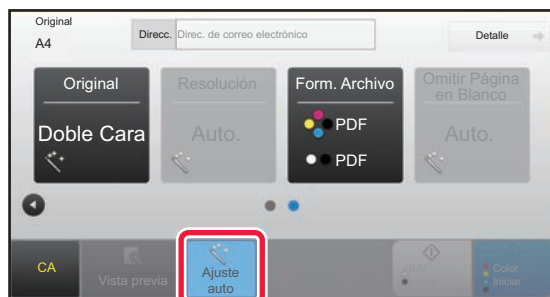 Original
A4
Direcc.
Direc. de correo electrónico
Detalle
Original
Doble Cara
Resolución
Auto.
Form. Archivo
PDF
PDF
Omitir Página
en Blanco
Auto.
CA
Vista previa
Ajuste
auto
B/N
Iniciar
Color
Iniciar